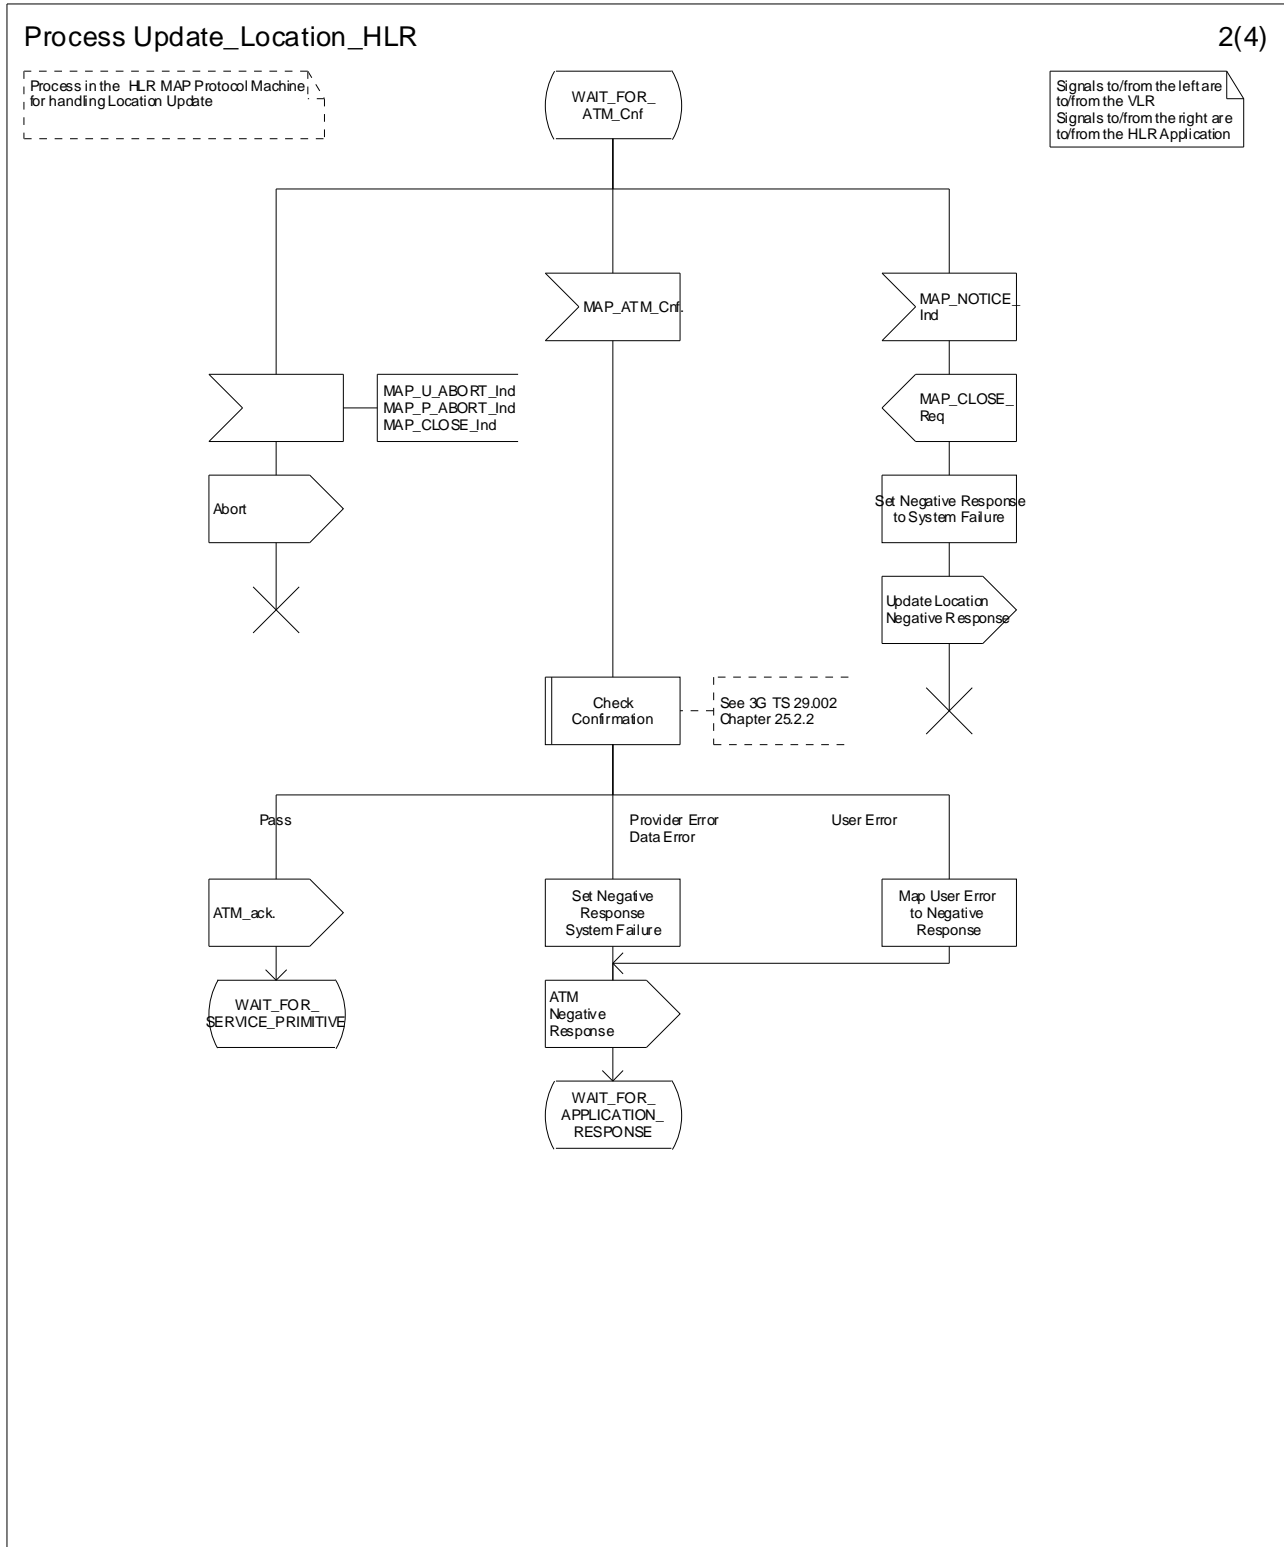 Process Update_Location_HLR
2(4)
Process in the HLR MAP Protocol Machine
for handling Location Update
WAIT_FOR_
ATM_Cnf
Signals to/from the left are
to/from the VLR
Signals to/from the right are
to/from the HLR Application
MAP_ATM_Cnf.
MAP_NOTICE_
Ind
MAP_U_ABORT_Ind
MAP_P_ABORT_Ind
MAP_CLOSE_Ind
MAP_CLOSE_
Req
Abort
Set Negative Response
to System Failure
Update Location
Negative Response
Check
Confirmation
See 3G TS 29.002
Chapter 25.2.2
Pass
Provider Error
Data Error
User Error
ATM_ack.
Set Negative
Response
System Failure
Map User Error
to Negative
Response
WAIT_FOR_
SERVICE_PRIMITIVE
ATM
Negative
Response
WAIT_FOR_
APPLICATION_
RESPONSE